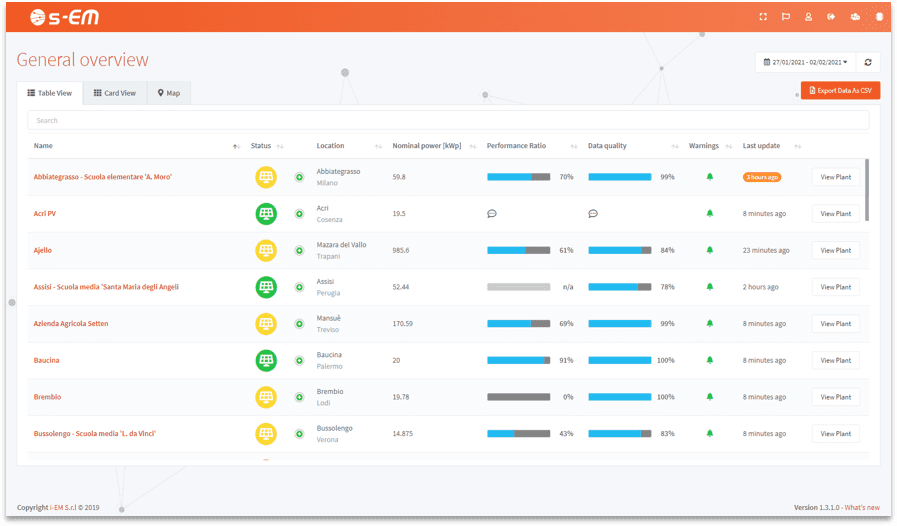 s-EM
General overview
27/01/2021 - 02/02/2021
Table View
Card View
Map
Export Data As CSV
Search
Name
Status
Location
Nominal power [kWp]
Performance Ratio
Data quality
Warnings
Last update
Abbiategrasso - Scuola elementare 'A. Moro'
Abbiategrasso
Milano
59.8
70%
99%
3 hours ago
View Plant
Acri PV
Acri
Cosenza
19.5
8 minutes ago
View Plant
Ajello
Mazara del Vallo
Trapani
985.6
61%
84%
23 minutes ago
View Plant
Assisi - Scuola media 'Santa Maria degli Angeli
Assisi
Perugia
52.44
n/a
78%
2 hours ago
View Plant
Azienda Agricola Setten
Mansuè
Treviso
170.59
69%
99%
8 minutes ago
View Plant
Baucina
Baucina
Palermo
20
91%
100%
8 minutes ago
View Plant
Brembio
Brembio
Lodi
19.78
0%
100%
8 minutes ago
View Plant
Bussolengo - Scuola media 'L. da Vinci'
Bussolengo
Verona
14.875
43%
83%
8 minutes ago
View Plant
Copyright i-EM S.r.l © 2019
Version 1.3.1.0 - What's new